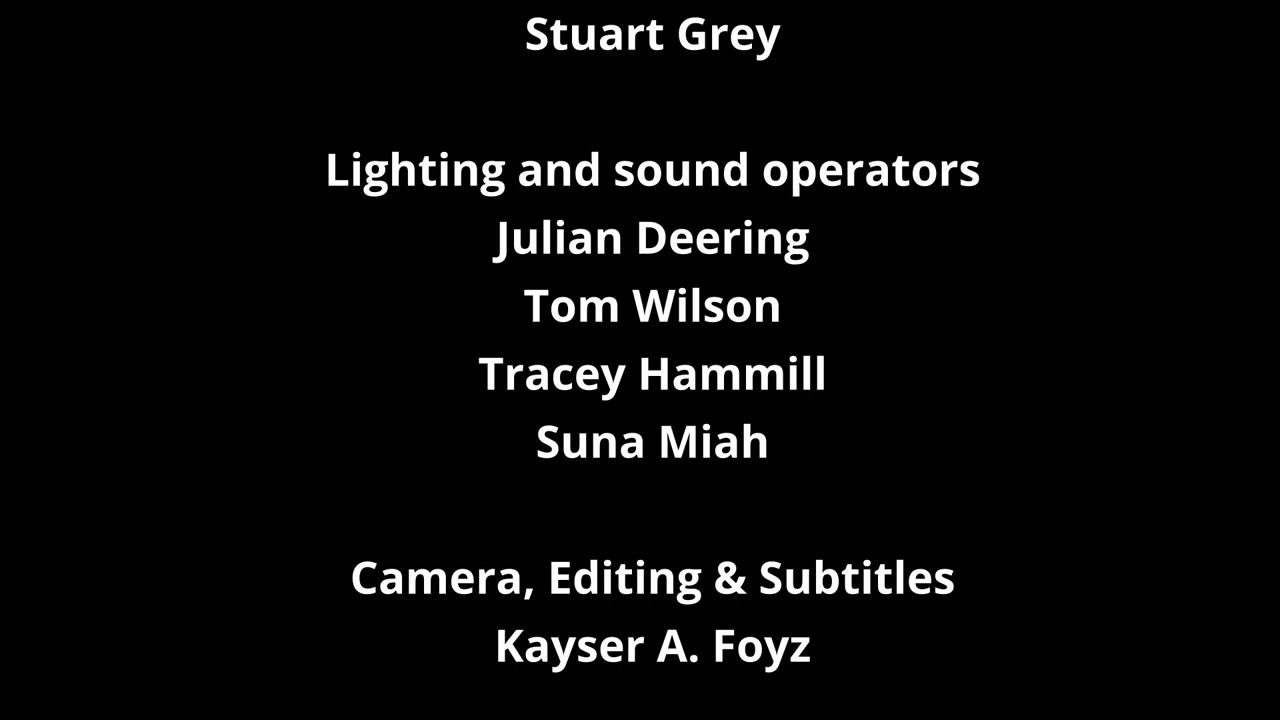 Stuart Grey
Lighting and sound operators
Julian Deering
Tom Wilson
Tracey Hammill
Suna Miah
Camera, Editing & Subtitles
Kayser A. Foyz